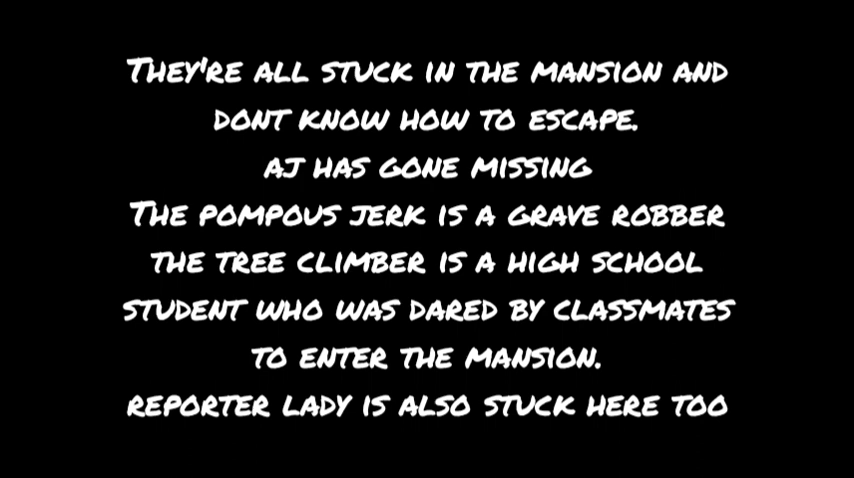 They're all stuck in the mansion and
dont know how to escape.
aj has gone missing
The pompous jerk is a grave robber
the tree climber is a high school
student who was dared by classmates
to enter the mansion.
reporter lady is also stuck here too